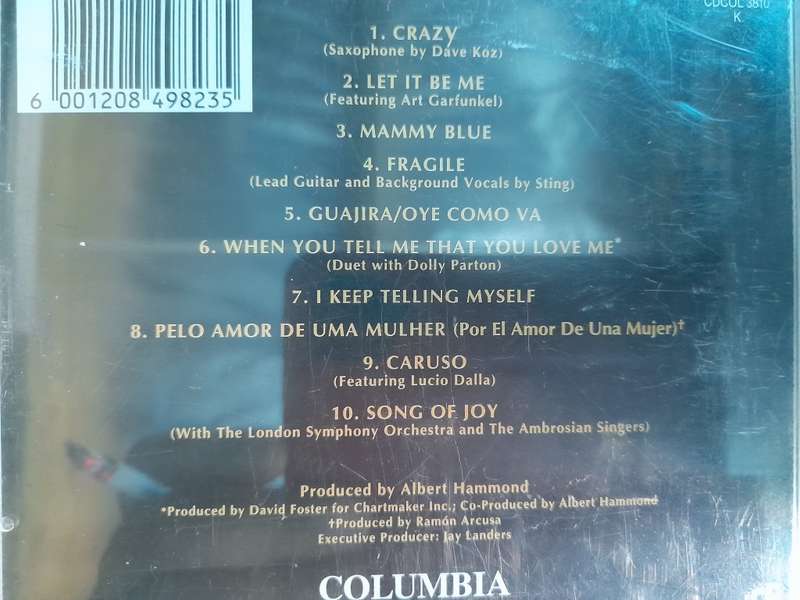 CDCOL 3810
K
6 001208 498235
1. CRAZY
(Saxophone by Dave Koz)
2. LET IT BE ME
(Featuring Art Garfunkel)
3. MAMMY BLUE
4. FRAGILE
(Lead Guitar and Background Vocals by Sting)
5. GUAJIRA/OYE COMO VA
6. WHEN YOU TELL ME THAT YOU LOVE ME*
(Duet with Dolly Parton)
7. I KEEP TELLING MYSELF
8. PELO AMOR DE UMA MULHER (Por El Amor De Una Mujer)†
9. CARUSO
(Featuring Lucio Dalla)
10. SONG OF JOY
(With The London Symphony Orchestra and The Ambrosian Singers)
Produced by Albert Hammond
*Produced by David Foster for Chartmaker Inc.; Co-Produced by Albert Hammond
†Produced by Ramón Arcusa
Executive Producer: Jay Landers
COLUMBIA